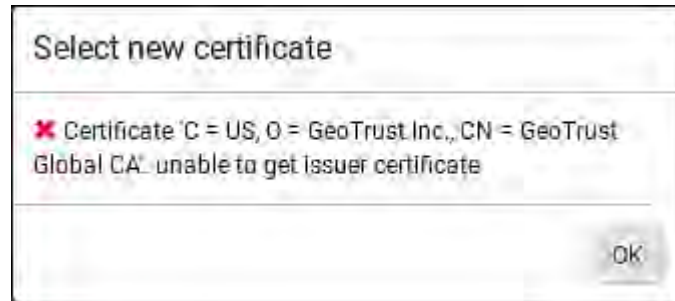 Select new certificate
✖ Certificate 'C = US, O = GeoTrust Inc., CN = GeoTrust
Global CA': unable to get issuer certificate
OK